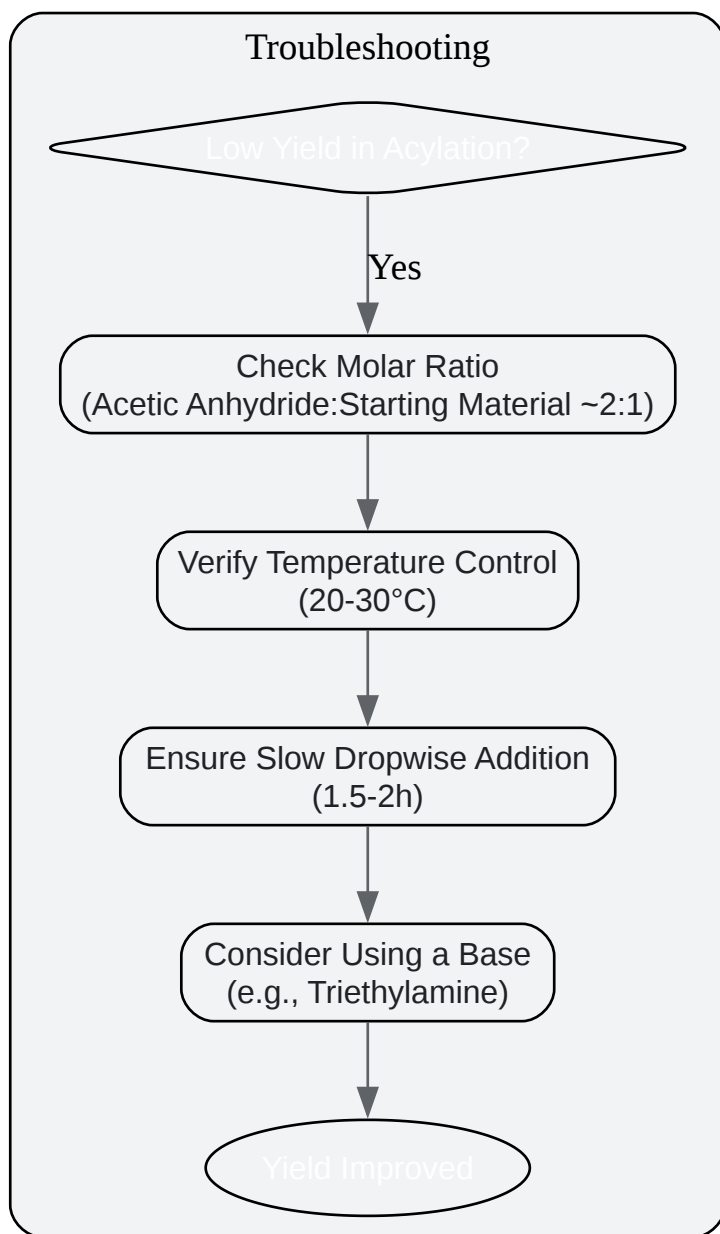 Troubleshooting
Low Yield in Acylation?
Yes
Check Molar Ratio
(Acetic Anhydride:Starting Material ~2:1)
Verify Temperature Control
(20-30°C)
Ensure Slow Dropwise Addition
(1.5-2h)
Consider Using a Base
(e.g., Triethylamine)
Yield Improved